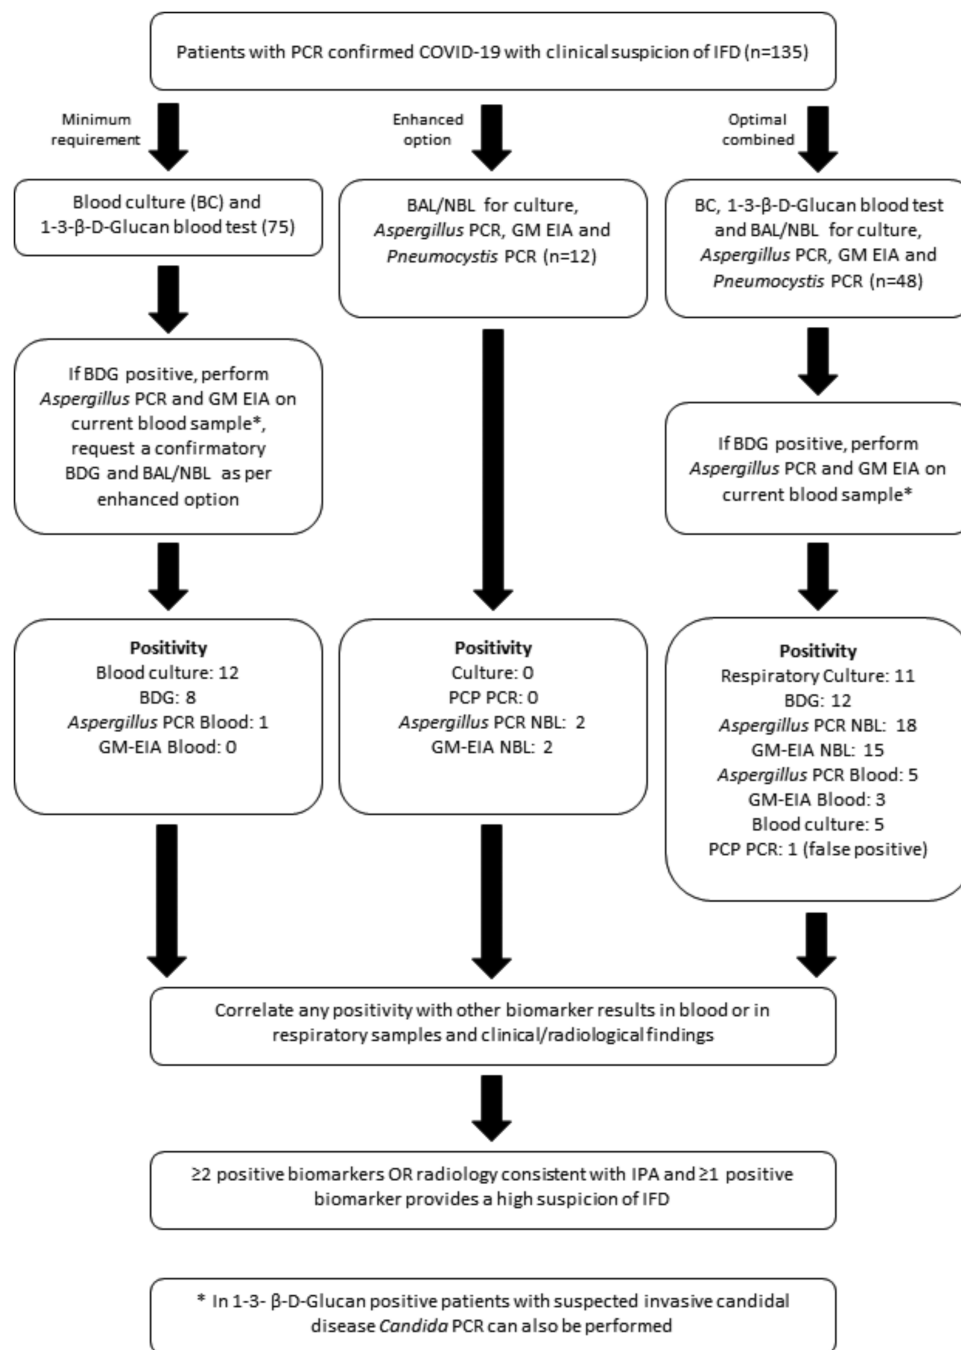 Patients with PCR confirmed COVID-19 with clinical suspicion of IFD (n=135)
Minimum
requirement
Enhanced
option
Optimal
combined
Blood culture (BC) and
1-3-β-D-Glucan blood test (75)
BAL/NBL for culture,
Aspergillus PCR, GM EIA and
Pneumocystis PCR (n=12)
BC, 1-3-β-D-Glucan blood test
and BAL/NBL for culture,
Aspergillus PCR, GM EIA and
Pneumocystis PCR (n=48)
If BDG positive, perform
Aspergillus PCR and GM EIA on
current blood sample*,
request a confirmatory
BDG and BAL/NBL as per
enhanced option
If BDG positive, perform
Aspergillus PCR and GM EIA on
current blood sample*
Positivity
Blood culture: 12
BDG: 8
Aspergillus PCR Blood: 1
GM-EIA Blood: 0
Positivity
Culture: 0
PCP PCR: 0
Aspergillus PCR NBL: 2
GM-EIA NBL: 2
Positivity
Respiratory Culture: 11
BDG: 12
Aspergillus PCR NBL: 18
GM-EIA NBL: 15
Aspergillus PCR Blood: 5
GM-EIA Blood: 3
Blood culture: 5
PCP PCR: 1 (false positive)
Correlate any positivity with other biomarker results in blood or in
respiratory samples and clinical/radiological findings
≥2 positive biomarkers OR radiology consistent with IPA and ≥1 positive
biomarker provides a high suspicion of IFD
* In 1-3- β-D-Glucan positive patients with suspected invasive candidal
disease Candida PCR can also be performed